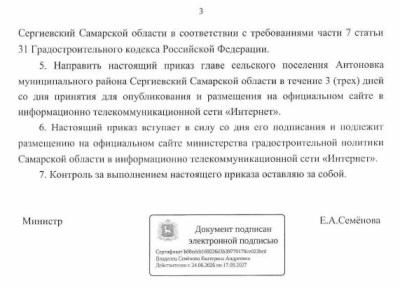 3
Сергиевский Самарской области в соответствии с требованиями части 7 статьи
31 Градостроительного кодекса Российской Федерации.
5. Направить настоящий приказ главе сельского поселения Антоновка
муниципального района Сергиевский Самарской области в течение 3 (трех) дней
со дня принятия для опубликования и размещения на официальном сайте в
информационно телекоммуникационной сети «Интернет».
6. Настоящий приказ вступает в силу со дня его подписания и подлежит
размещению на официальном сайте министерства градостроительной политики
Самарской области в информационно телекоммуникационной сети «Интернет».
7. Контроль за выполнением настоящего приказа оставляю за собой.
Министр
Е.А.Семёнова
Документ подписан
электронной подписью
Сертификат
Владелец Семёнова Екатерина Андреевна
Действителен с 24.06.2026 по 17.09.2027